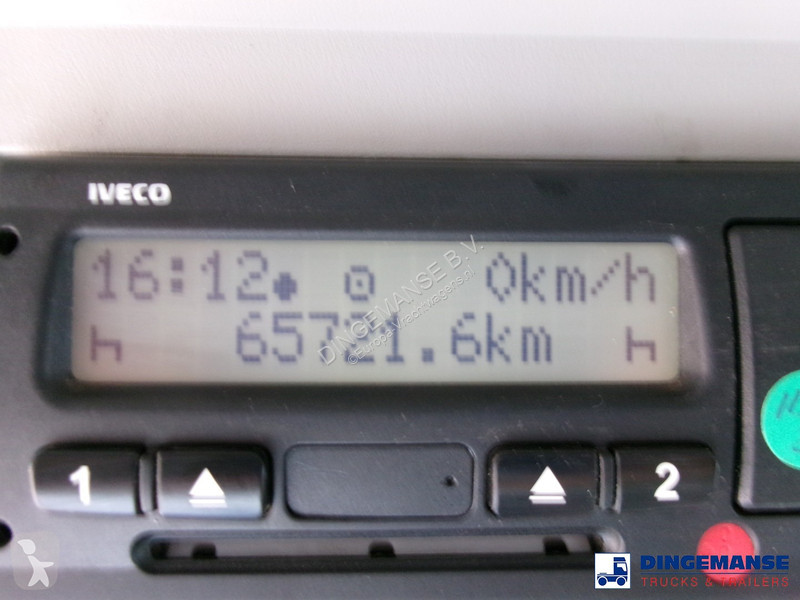 IVECO
16:12 0km/h
65721.6km
DINGEMANSE B.V.
1 2
DINGEMANSE
TRUCKS & TRAILERS